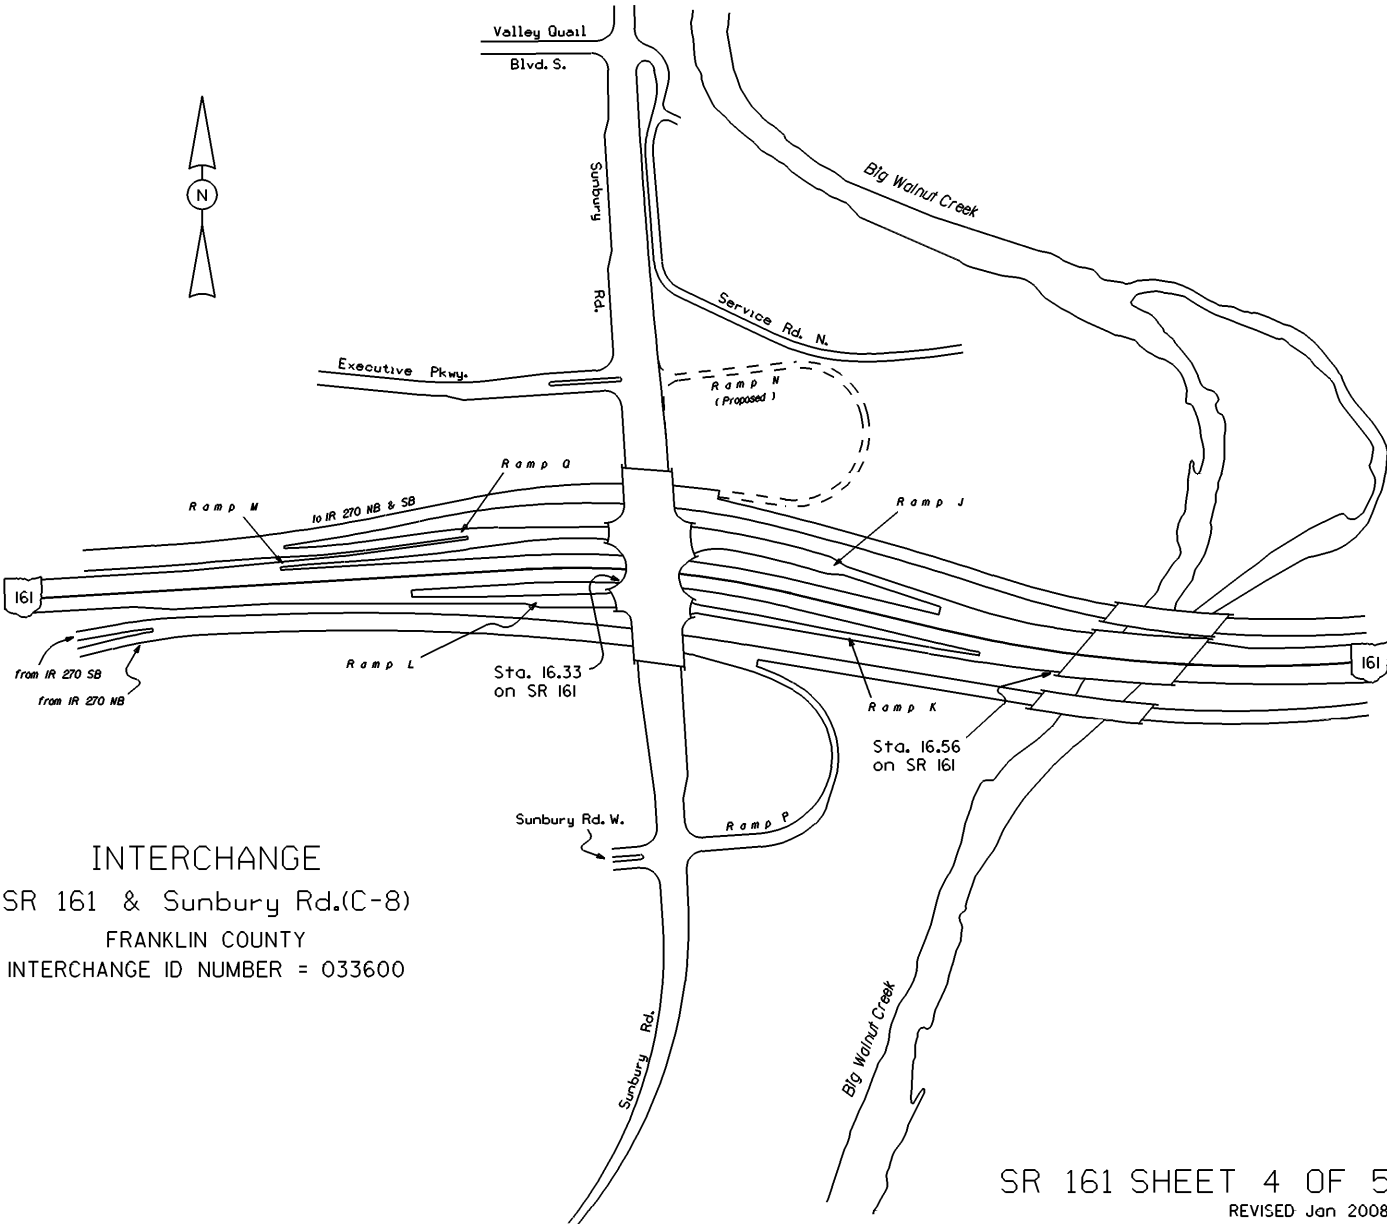 Valley Quail
Blvd. S.
N
Sunbury
Rd.
Big Walnut Creek
Service Rd. N.
Executive Pkwy.
Ramp N
(Proposed)
Ramp Q
Ramp M
to IR 270 NB & SB
Ramp J
161
161
from IR 270 SB
from IR 270 NB
Ramp L
Sta. 16.33
on SR 161
Ramp K
Sta. 16.56
on SR 161
Sunbury Rd. W.
Ramp P
INTERCHANGE
SR 161 & Sunbury Rd.(C-8)
FRANKLIN COUNTY
INTERCHANGE ID NUMBER = 033600
Sunbury Rd.
Big Walnut Creek
SR 161 SHEET 4 OF 5
REVISED Jan 2008